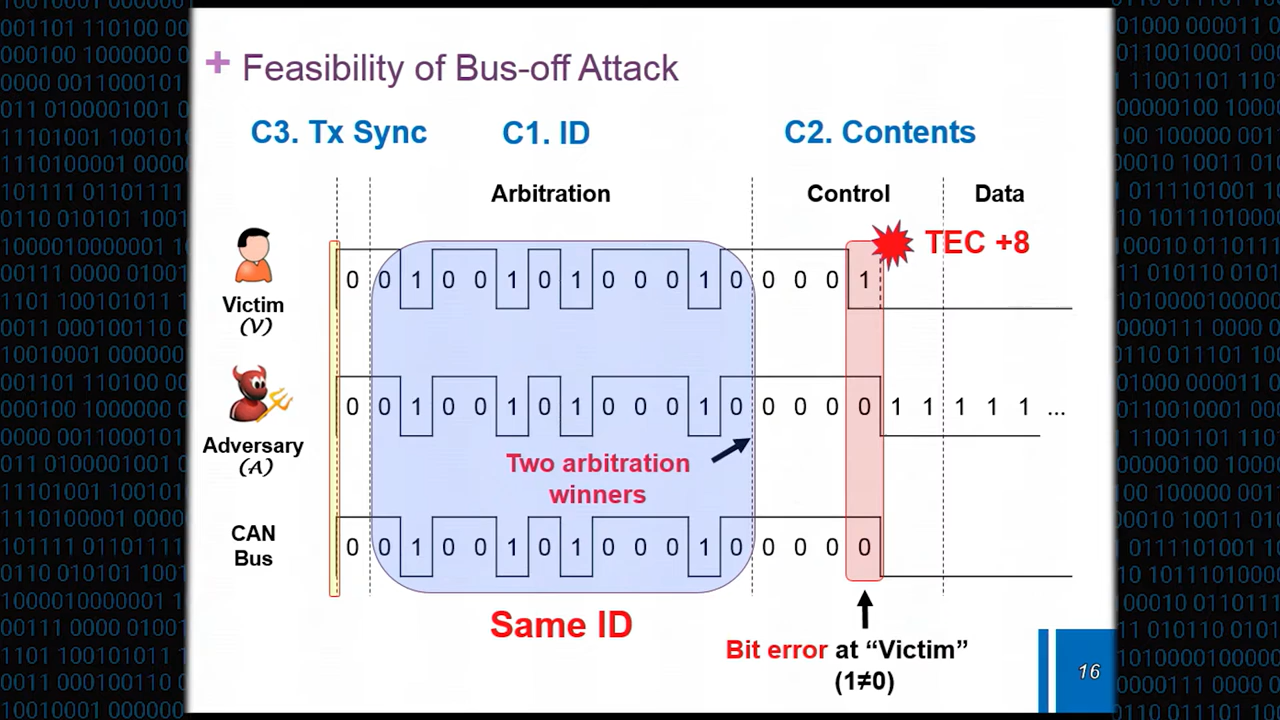 + Feasibility of Bus-off Attack
C3. Tx Sync C1. ID C2. Contents
Arbitration Control Data
TEC +8
0 0 1 0 0 1 0 1 0 0 0 1 0 0 0 0 1
Victim
(V)
0 0 1 0 0 1 0 1 0 0 0 1 0 0 0 0 0 1 1 1 1 1 ...
Adversary
(A)
Two arbitration
winners
CAN
Bus
0 0 1 0 0 1 0 1 0 0 0 1 0 0 0 0 0
Same ID
Bit error at “Victim”
(1≠0)
16